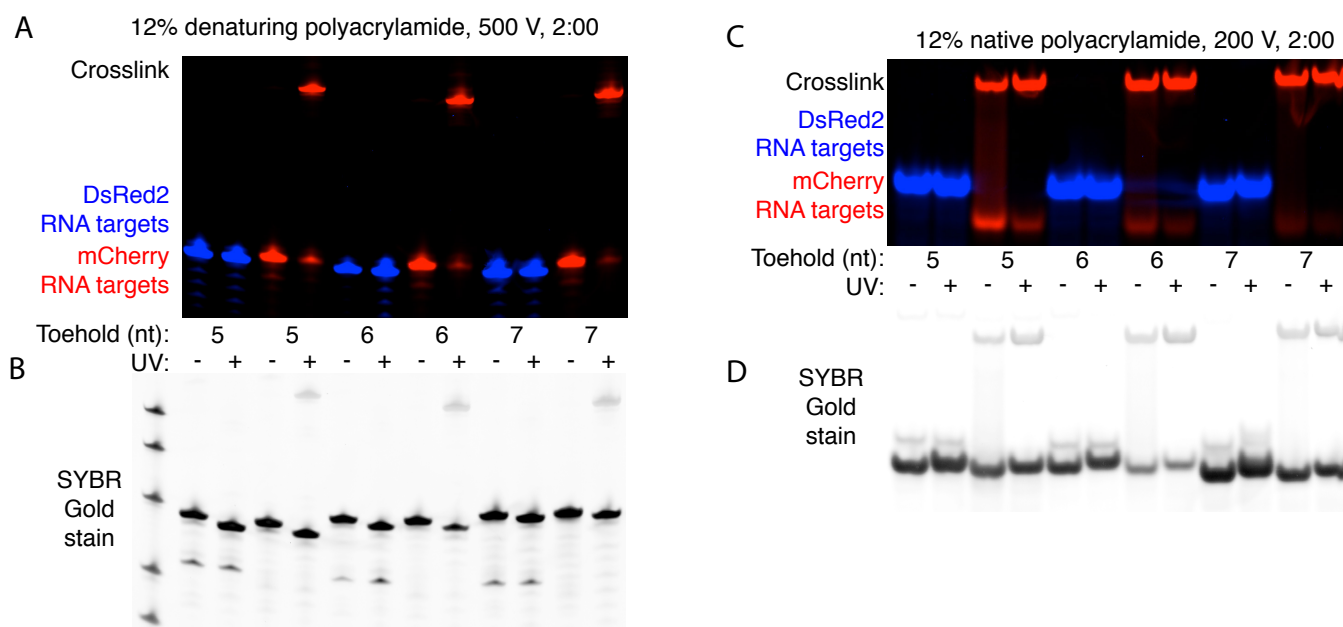 A
12% denaturing polyacrylamide, 500 V, 2:00
Crosslink
DsRed2
RNA targets
mCherry
RNA targets
Toehold (nt): 5 5 6 6 7 7
UV: - + - + - + - + - + - +
B
SYBR
Gold
stain
C
12% native polyacrylamide, 200 V, 2:00
Crosslink
DsRed2
RNA targets
mCherry
RNA targets
Toehold (nt): 5 5 6 6 7 7
UV: - + - + - + - + - + - +
D
SYBR
Gold
stain